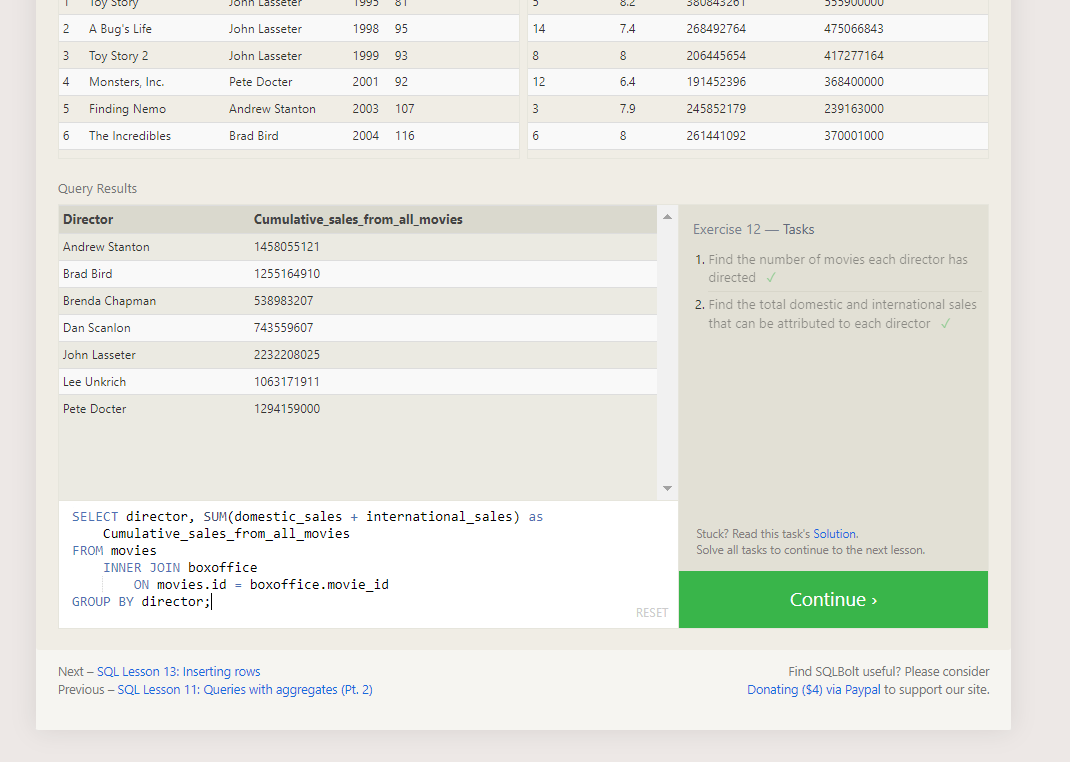 1 Toy Story John Lasseter 1995 81 5 8.2 380843261 555900000
2 A Bug's Life John Lasseter 1998 95 14 7.4 268492764 475066843
3 Toy Story 2 John Lasseter 1999 93 8 8 206445654 417277164
4 Monsters, Inc. Pete Docter 2001 92 12 6.4 191452396 368400000
5 Finding Nemo Andrew Stanton 2003 107 3 7.9 245852179 239163000
6 The Incredibles Brad Bird 2004 116 6 8 261441092 370001000
Query Results
Director Cumulative_sales_from_all_movies
Andrew Stanton 1458055121
Brad Bird 1255164910
Brenda Chapman 538983207
Dan Scanlon 743559607
John Lasseter 2232208025
Lee Unkrich 1063171911
Pete Docter 1294159000
Exercise 12 — Tasks
1. Find the number of movies each director has
directed ✓
2. Find the total domestic and international sales
that can be attributed to each director ✓
SELECT director, SUM(domestic_sales + international_sales) as
Cumulative_sales_from_all_movies
FROM movies
INNER JOIN boxoffice
ON movies.id = boxoffice.movie_id
GROUP BY director;
RESET
Stuck? Read this task's Solution.
Solve all tasks to continue to the next lesson.
Continue ›
Next – SQL Lesson 13: Inserting rows
Previous – SQL Lesson 11: Queries with aggregates (Pt. 2)
Find SQLBolt useful? Please consider
Donating ($4) via Paypal to support our site.